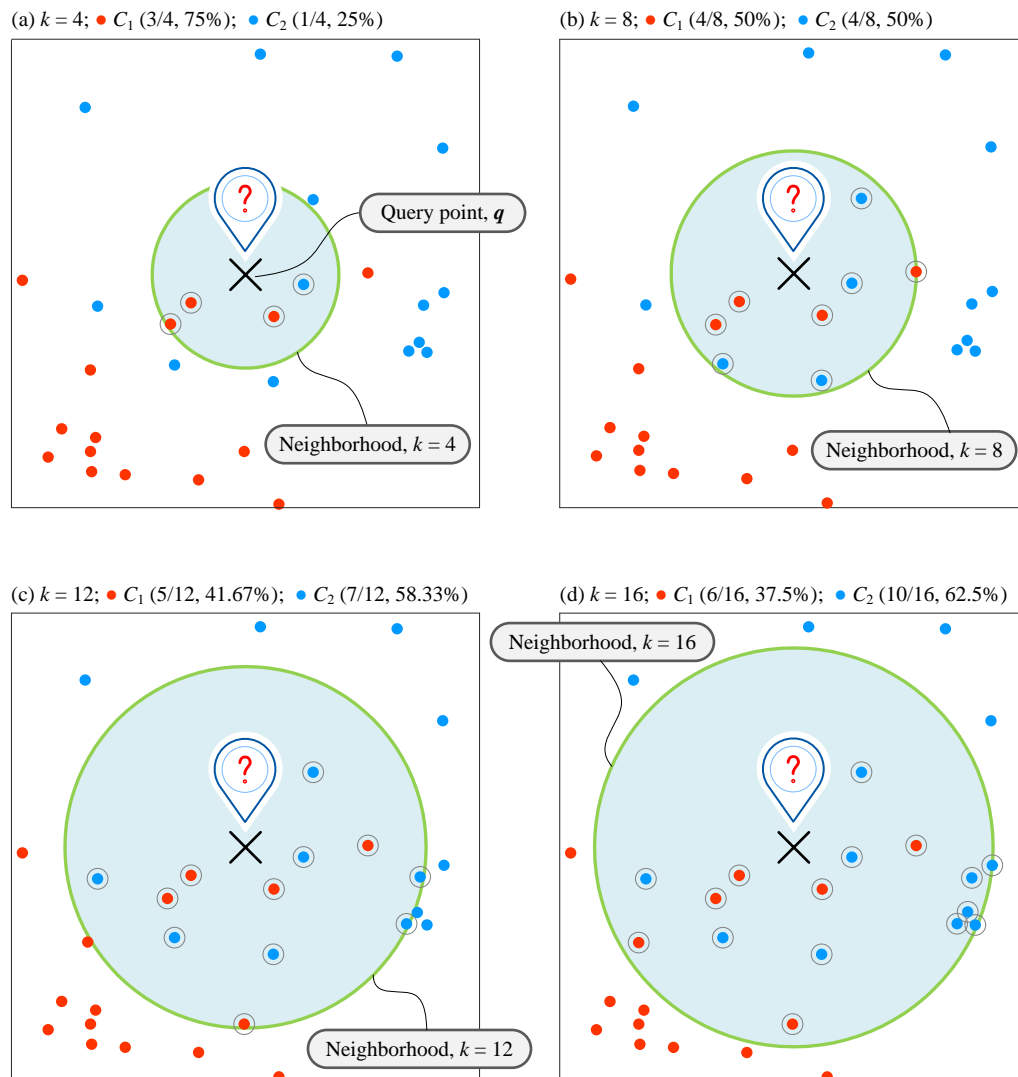 (a) k = 4; C1 (3/4, 75%); C2 (1/4, 25%)
?
Query point, q
Neighborhood, k = 4
(b) k = 8; C1 (4/8, 50%); C2 (4/8, 50%)
?
Neighborhood, k = 8
(c) k = 12; C1 (5/12, 41.67%); C2 (7/12, 58.33%)
?
Neighborhood, k = 12
(d) k = 16; C1 (6/16, 37.5%); C2 (10/16, 62.5%)
Neighborhood, k = 16
?